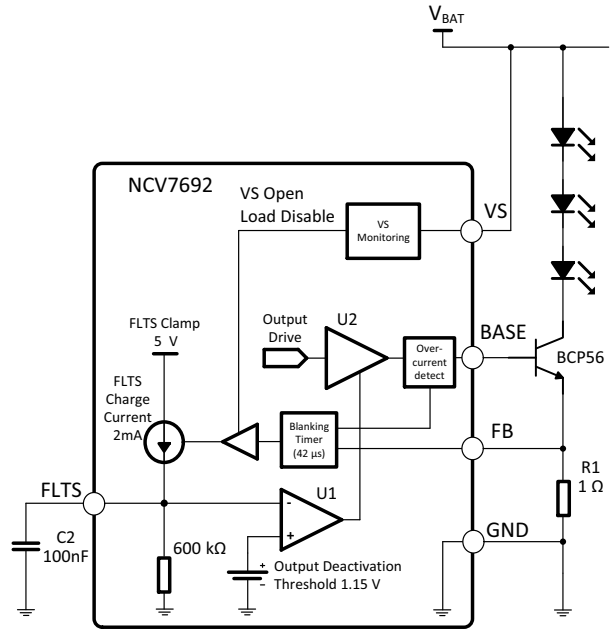 VBAT
NCV7692
VS Open
Load Disable
VS
Monitoring
VS
FLTS Clamp
5 V
Output
Drive
U2
Over-
current
detect
BASE
BCP56
FLTS
Charge
Current
2mA
Blanking
Timer
(42 µs)
FB
FLTS
U1
-
+
R1
1 Ω
C2
100nF
600 kΩ
+
–
Output Deactivation
Threshold 1.15 V
GND